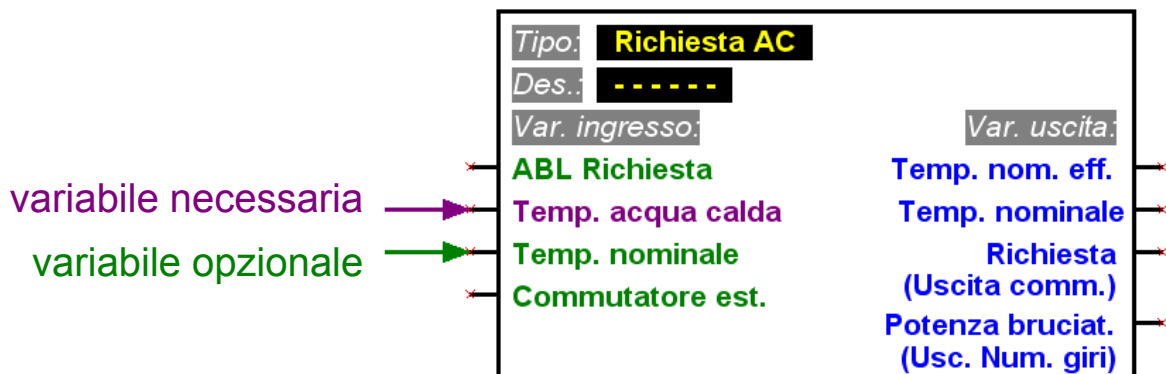 Tipo: Richiesta AC
Des.: - - - - - -
Var. ingresso: Var. uscita:
ABL Richiesta Temp. nom. eff.
variabile necessaria Temp. acqua calda Temp. nominale
variabile opzionale Temp. nominale Richiesta
Commutatore est. (Uscita comm.)
Potenza bruciat.
(Usc. Num. giri)